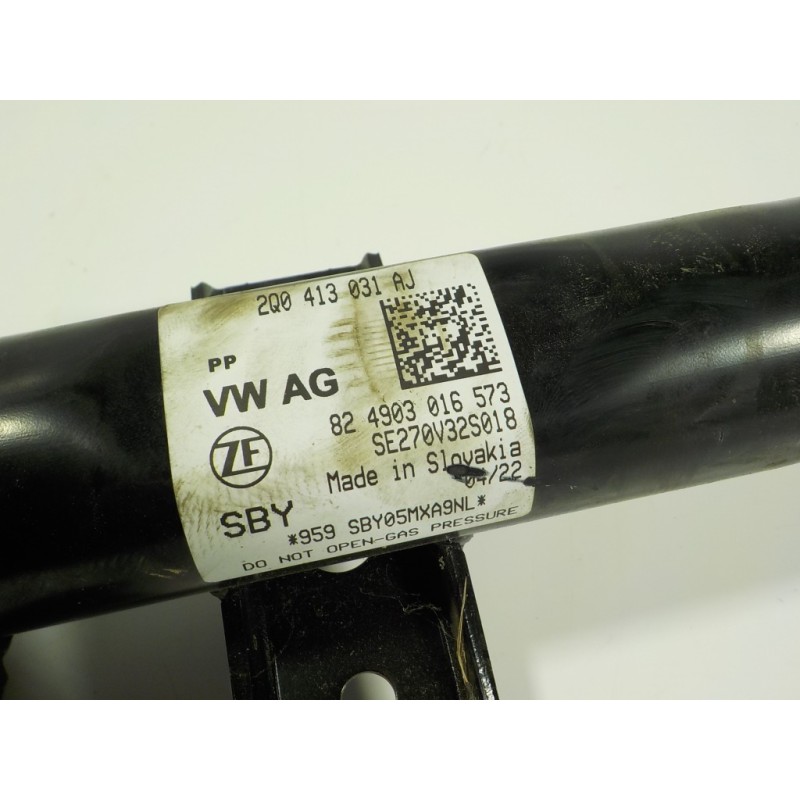 2Q0 413 031 AJ
PP
VW AG
82 4903 016 573
SE270V32S018
ZF
Made in Slovakia
04/22
SBY
*959 SBY05MXA9NL*
DO NOT OPEN-GAS PRESSURE